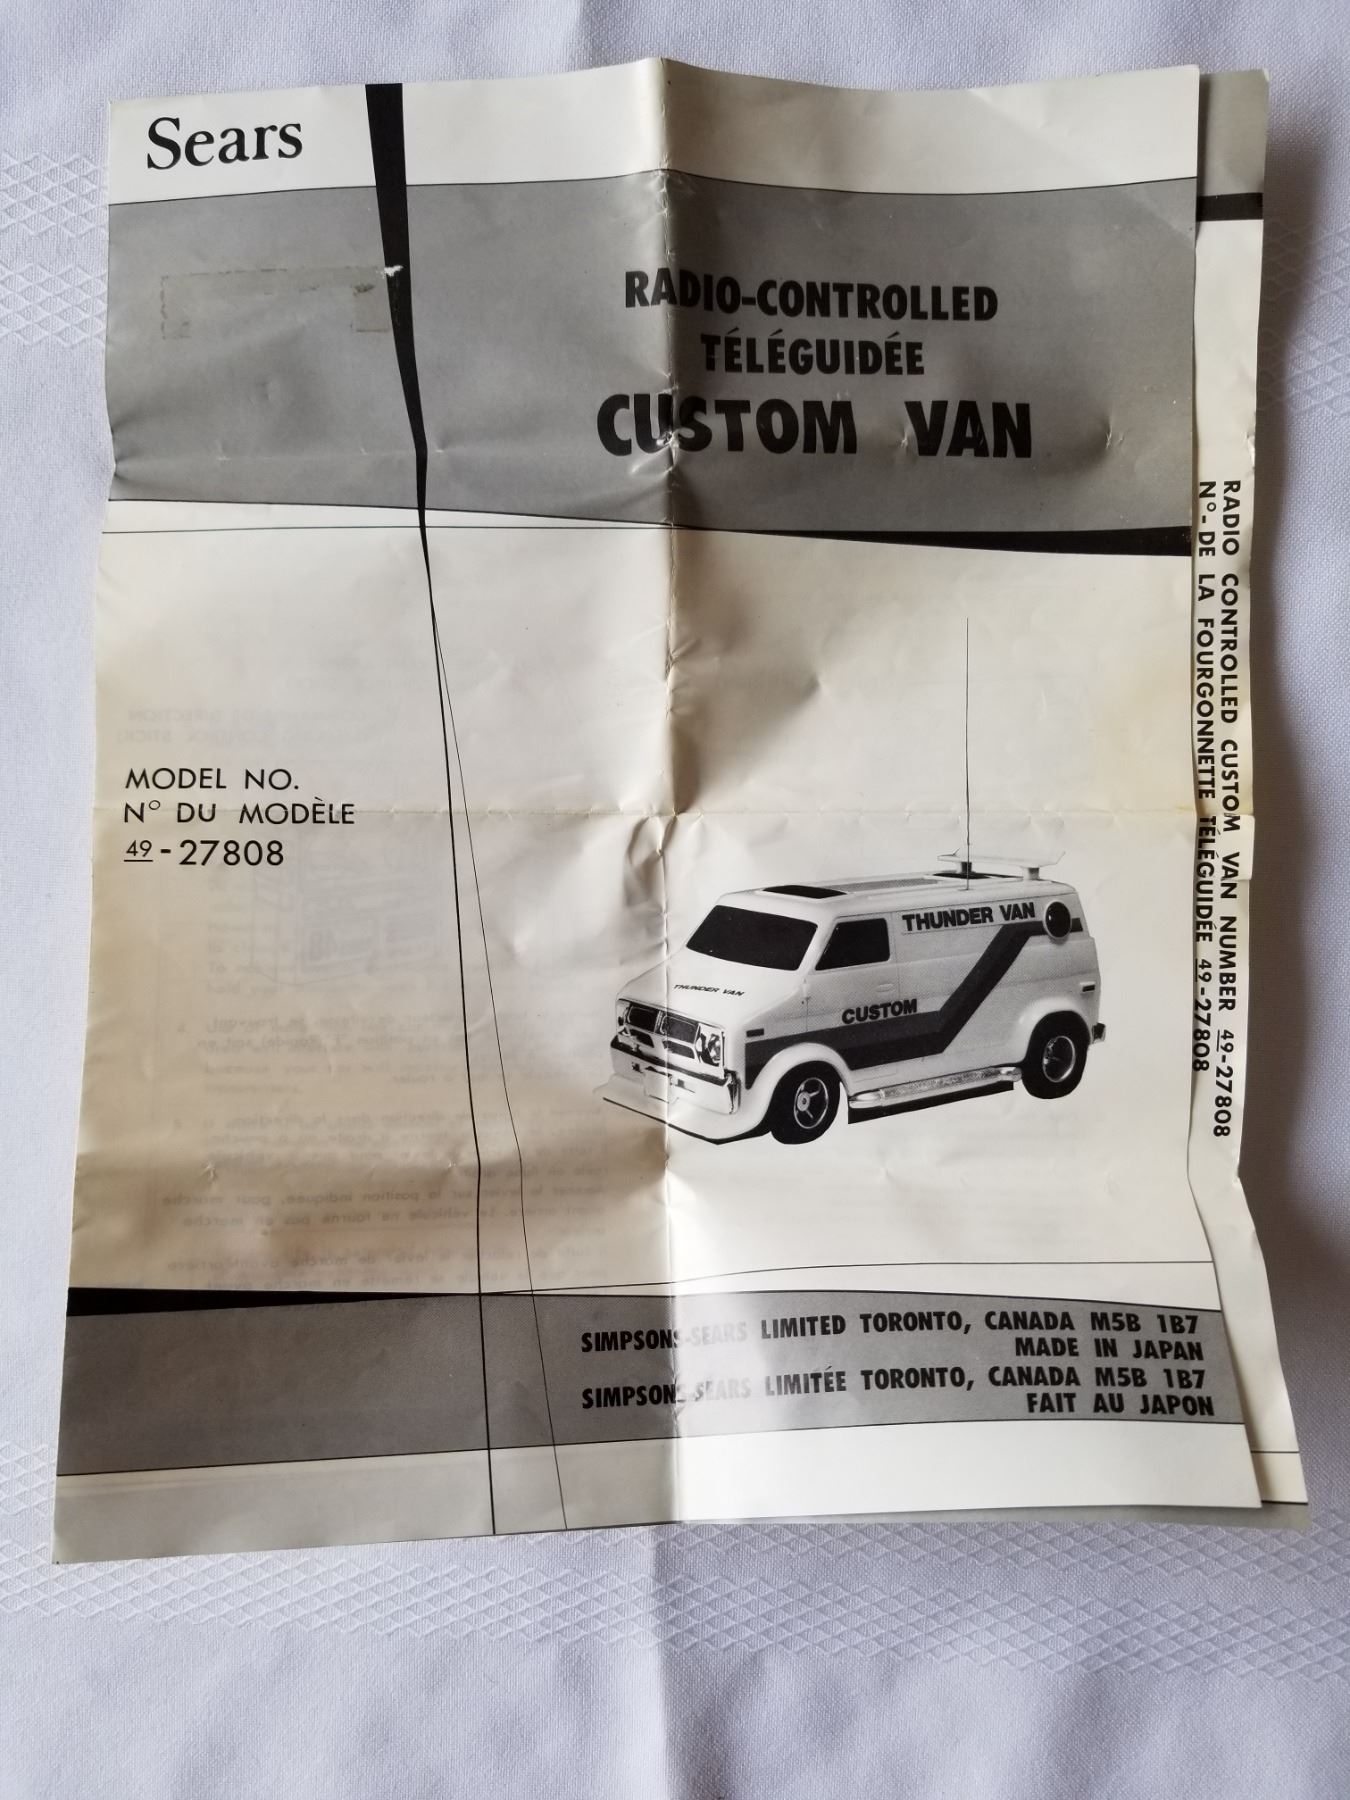 Sears
RADIO-CONTROLLED
TÉLÉGUIDÉE
CUSTOM VAN
MODEL NO.
N° DU MODÈLE
49-27808
THUNDER VAN
THUNDER VAN
CUSTOM
SIMPSONS-SEARS LIMITED TORONTO, CANADA M5B 1B7
MADE IN JAPAN
SIMPSONS-SEARS LIMITÉE TORONTO, CANADA M5B 1B7
FAIT AU JAPON
RADIO CONTROLLED CUSTOM VAN NUMBER 49-27808
N°- DE LA FOURGONNETTE TÉLÉGUIDÉE 49-27808